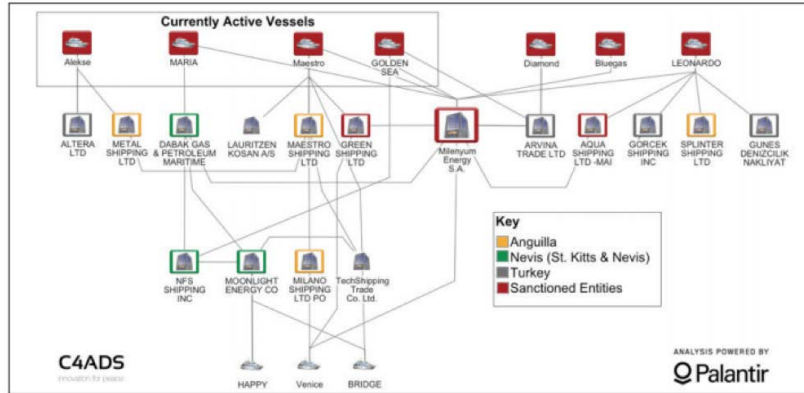 Currently Active Vessels
Alekse
MARIA
Maestro
GOLDEN
SEA
Diamond
Bluegas
LEONARDO
ALTERA
LTD
METAL
SHIPPING
LTD
DABAK GAS
& PETROLEUM
MARITIME
LAURITZEN
KOSAN A/S
MAESTRO
SHIPPING
LTD
GREEN
SHIPPING
LTD
Milenyum
Energy
S.A.
ARVINA
TRADE LTD
AQUA
SHIPPING
LTD -MAI
GORCEK
SHIPPING
INC
SPLINTER
SHIPPING
LTD
GUNES
DENIZCILIK
NAKLIYAT
Key
Anguilla
Nevis (St. Kitts & Nevis)
Turkey
Sanctioned Entities
NFS
SHIPPING
INC
MOONLIGHT
ENERGY CO
MILANO
SHIPPING
LTD PO
TechShipping
Trade
Co. Ltd.
HAPPY
Venice
BRIDGE
C4ADS
innovation for peace
ANALYSIS POWERED BY
Palantir